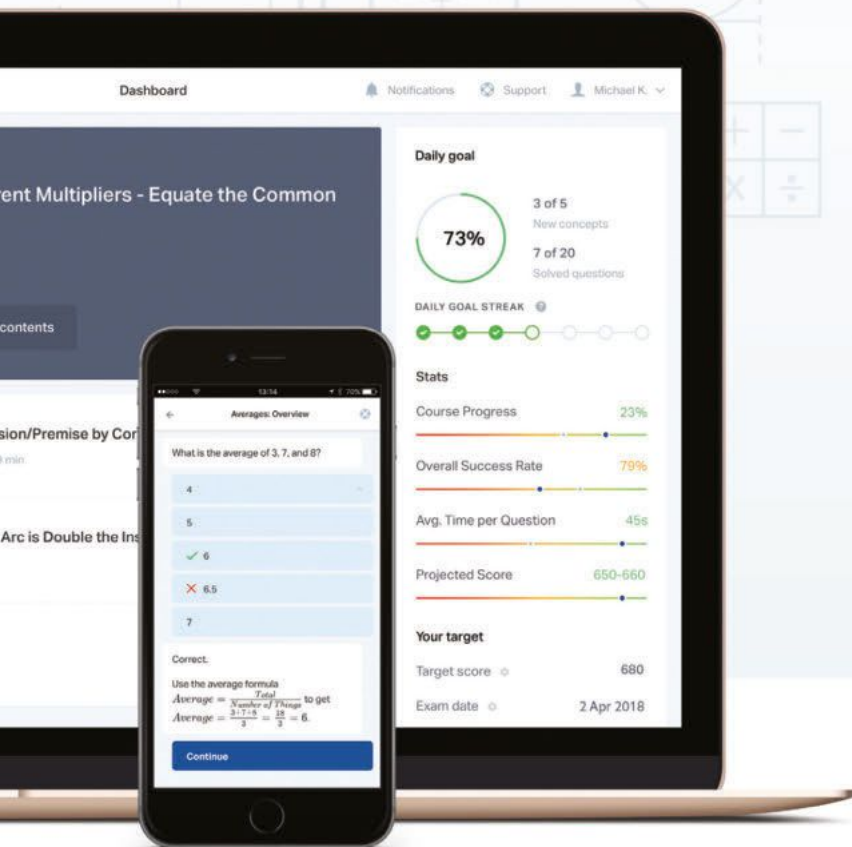 Dashboard
Notifications
Support
Michael K.
rent Multipliers - Equate the Common
contents
sion/Premise by Cor
min
Arc is Double the Ins
Daily goal
73%
3 of 5
New concepts
7 of 20
Solved questions
DAILY GOAL STREAK
Stats
Course Progress
23%
Overall Success Rate
79%
Avg. Time per Question
45s
Projected Score
650-660
Your target
Target score
680
Exam date
2 Apr 2018
13:14
70%
Averages: Overview
What is the average of 3, 7, and 8?
4
5
6
6.5
7
Correct.
Use the average formula
Average = Total / Number of Things to get
Average = 3+7+8 / 3 = 18 / 3 = 6.
Continue
+ −
X ÷